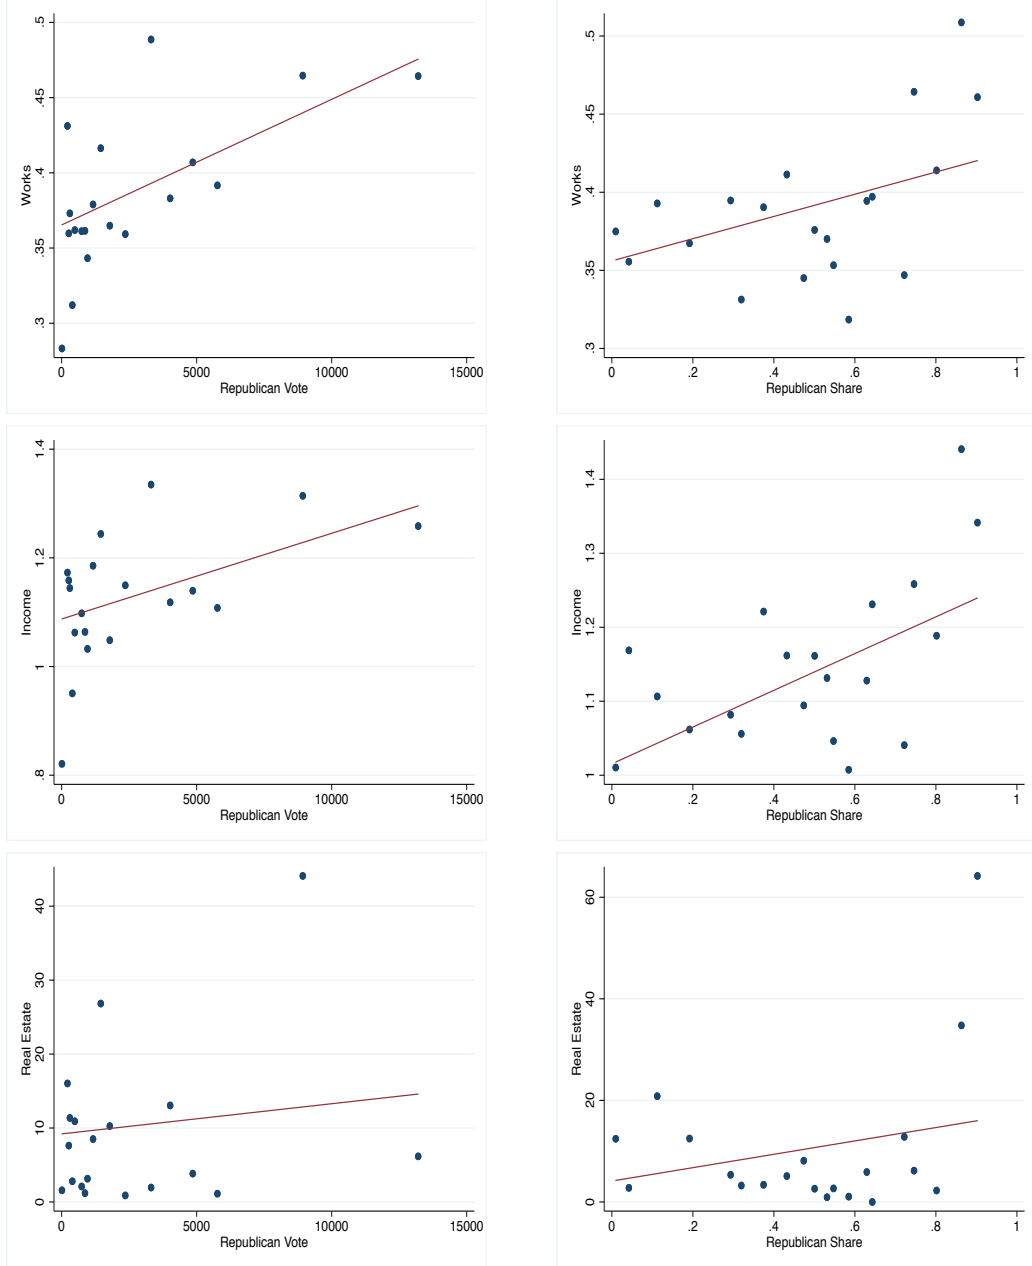 Works
.5
.45
.4
.35
.3
0 5000 10000 15000
Republican Vote
Works
.5
.45
.4
.35
.3
0 .2 .4 .6 .8 1
Republican Share
Income
1.4
1.2
1
.8
0 5000 10000 15000
Republican Vote
Income
1.4
1.3
1.2
1.1
1
0 .2 .4 .6 .8 1
Republican Share
Real Estate
40
30
20
10
0
0 5000 10000 15000
Republican Vote
Real Estate
60
40
20
0
0 .2 .4 .6 .8 1
Republican Share